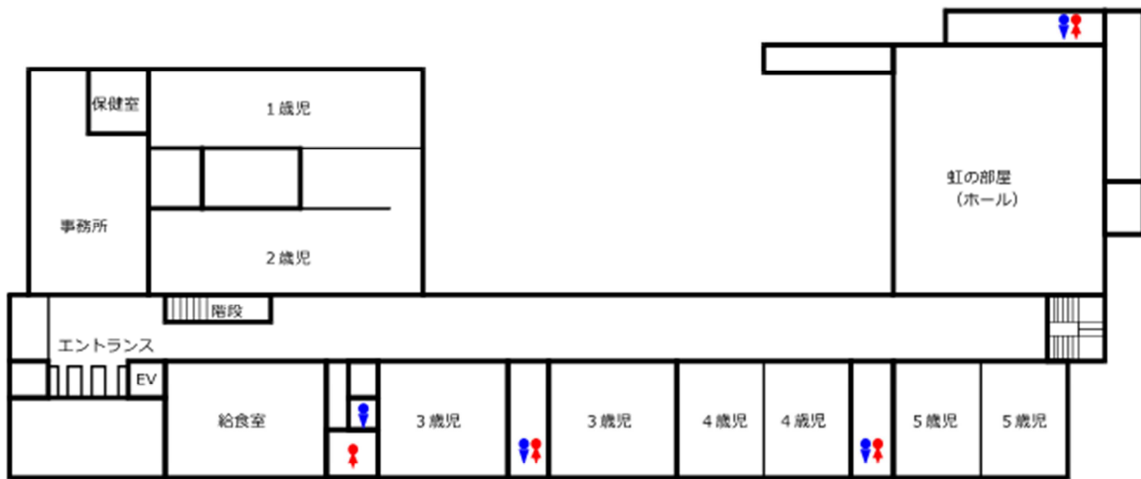 保健室
1歳児
虹の部屋
（ホール）
事務所
2歳児
階段
エントランス
EV
給食室
3歳児
3歳児
4歳児
4歳児
5歳児
5歳児